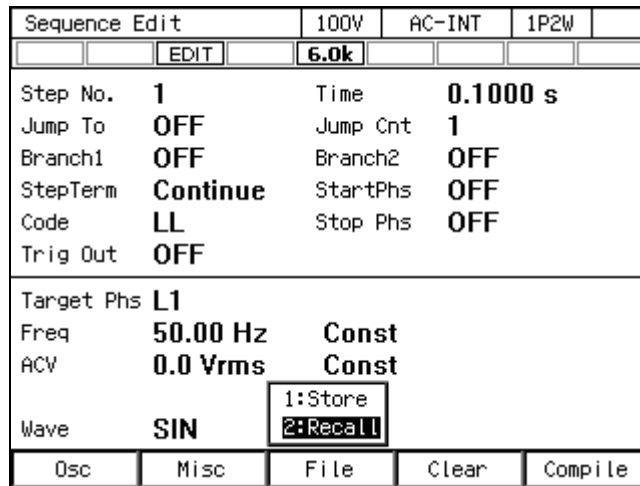 Sequence Edit 100V AC-INT 1P2W
EDIT 6.0k
Step No. 1 Time 0.1000 s
Jump To OFF Jump Cnt 1
Branch1 OFF Branch2 OFF
StepTerm Continue StartPhs OFF
Code LL Stop Phs OFF
Trig Out OFF
Target Phs L1
Freq 50.00 Hz Const
ACV 0.0 Vrms Const
1:Store
Wave SIN 2:Recall
Osc Misc File Clear Compile